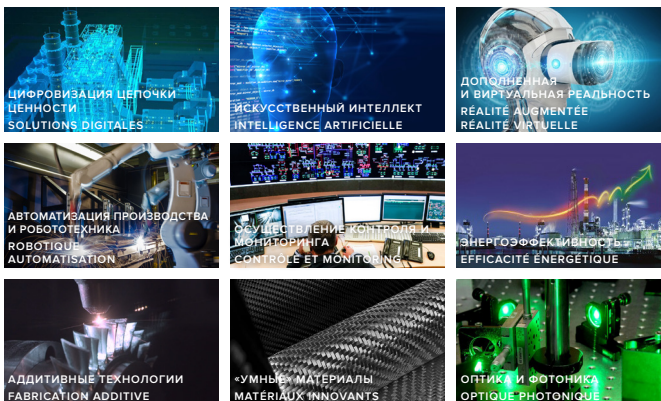 ЦИФРОВИЗАЦИЯ ЦЕПОЧКИ
ЦЕННОСТИ
SOLUTIONS DIGITALES
ИСКУССТВЕННЫЙ ИНТЕЛЛЕКТ
INTELLIGENCE ARTIFICIELLE
ДОПОЛНЕННАЯ
И ВИРТУАЛЬНАЯ РЕАЛЬНОСТЬ
RÉALITÉ AUGMENTÉE
RÉALITÉ VIRTUELLE
АВТОМАТИЗАЦИЯ ПРОИЗВОДСТВА
И РОБОТОТЕХНИКА
ROBOTIQUE
AUTOMATISATION
ОСУЩЕСТВЛЕНИЕ КОНТРОЛЯ И
МОНИТОРИНГА
CONTRÔLE ET MONITORING
ЭНЕРГОЭФФЕКТИВНОСТЬ
EFFICACITÉ ÉNERGÉTIQUE
АДДИТИВНЫЕ ТЕХНОЛОГИИ
FABRICATION ADDITIVE
«УМНЫЕ» МАТЕРИАЛЫ
MATÉRIAUX INNOVANTS
ОПТИКА И ФОТОНИКА
OPTIQUE PHOTONIQUE